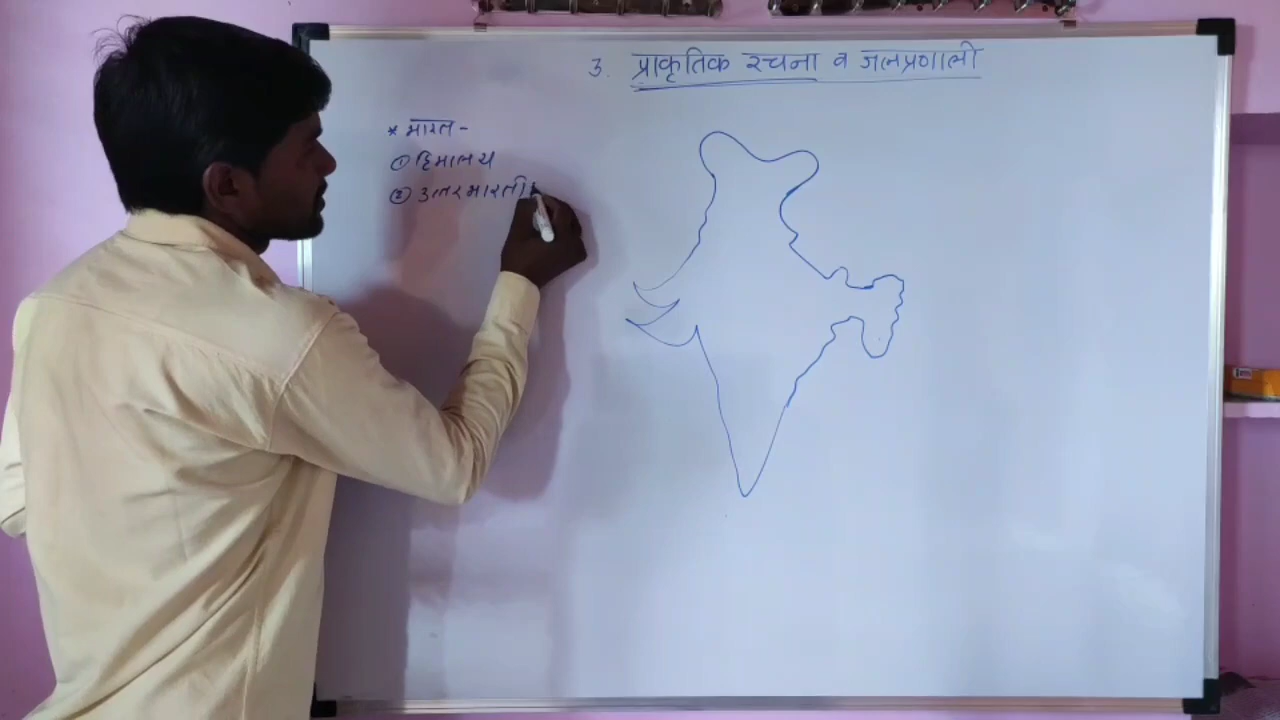 3. प्राकृतिक रचना व जलप्रणाली
* भारत -
① हिमालय
② उत्तर भारती